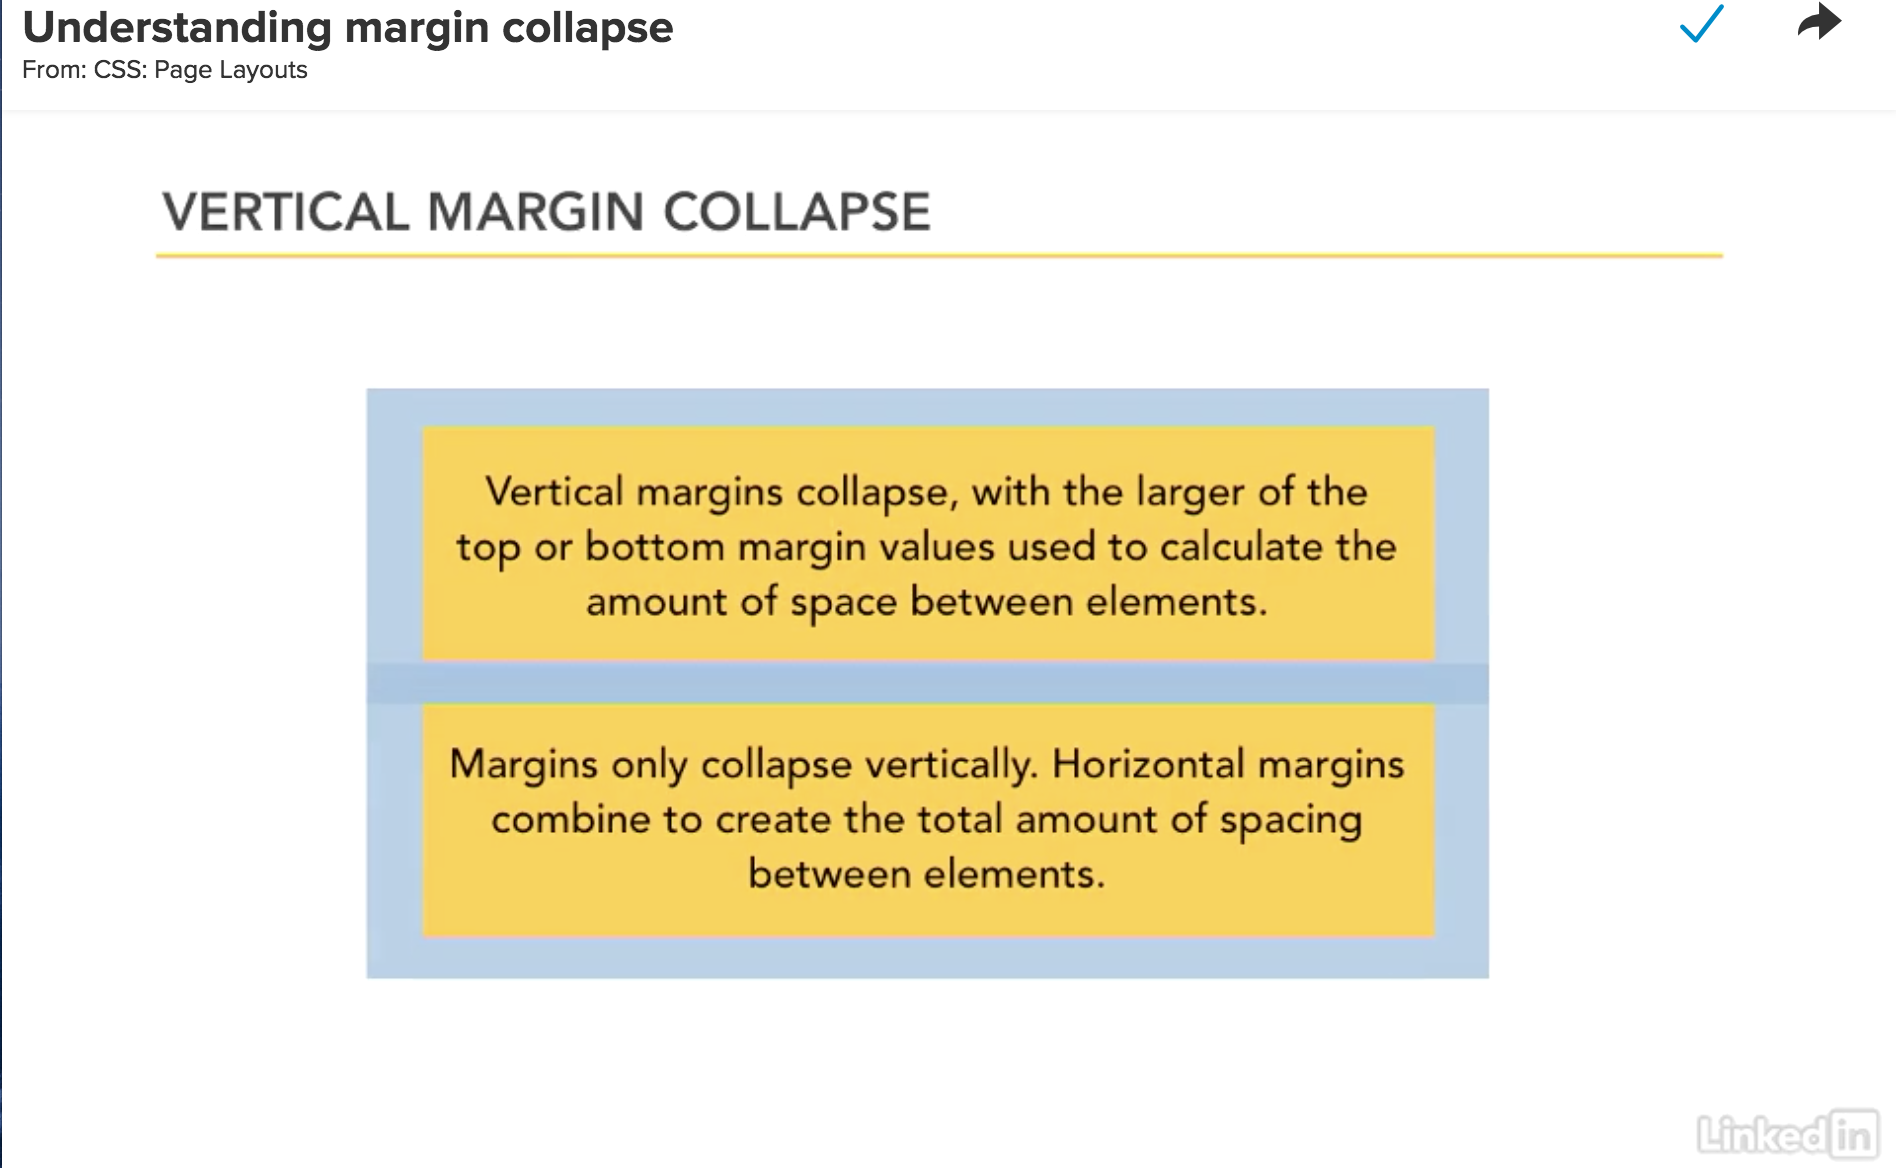 Understanding margin collapse
From: CSS: Page Layouts
VERTICAL MARGIN COLLAPSE
Vertical margins collapse, with the larger of the
top or bottom margin values used to calculate the
amount of space between elements.
Margins only collapse vertically. Horizontal margins
combine to create the total amount of spacing
between elements.
Linked in